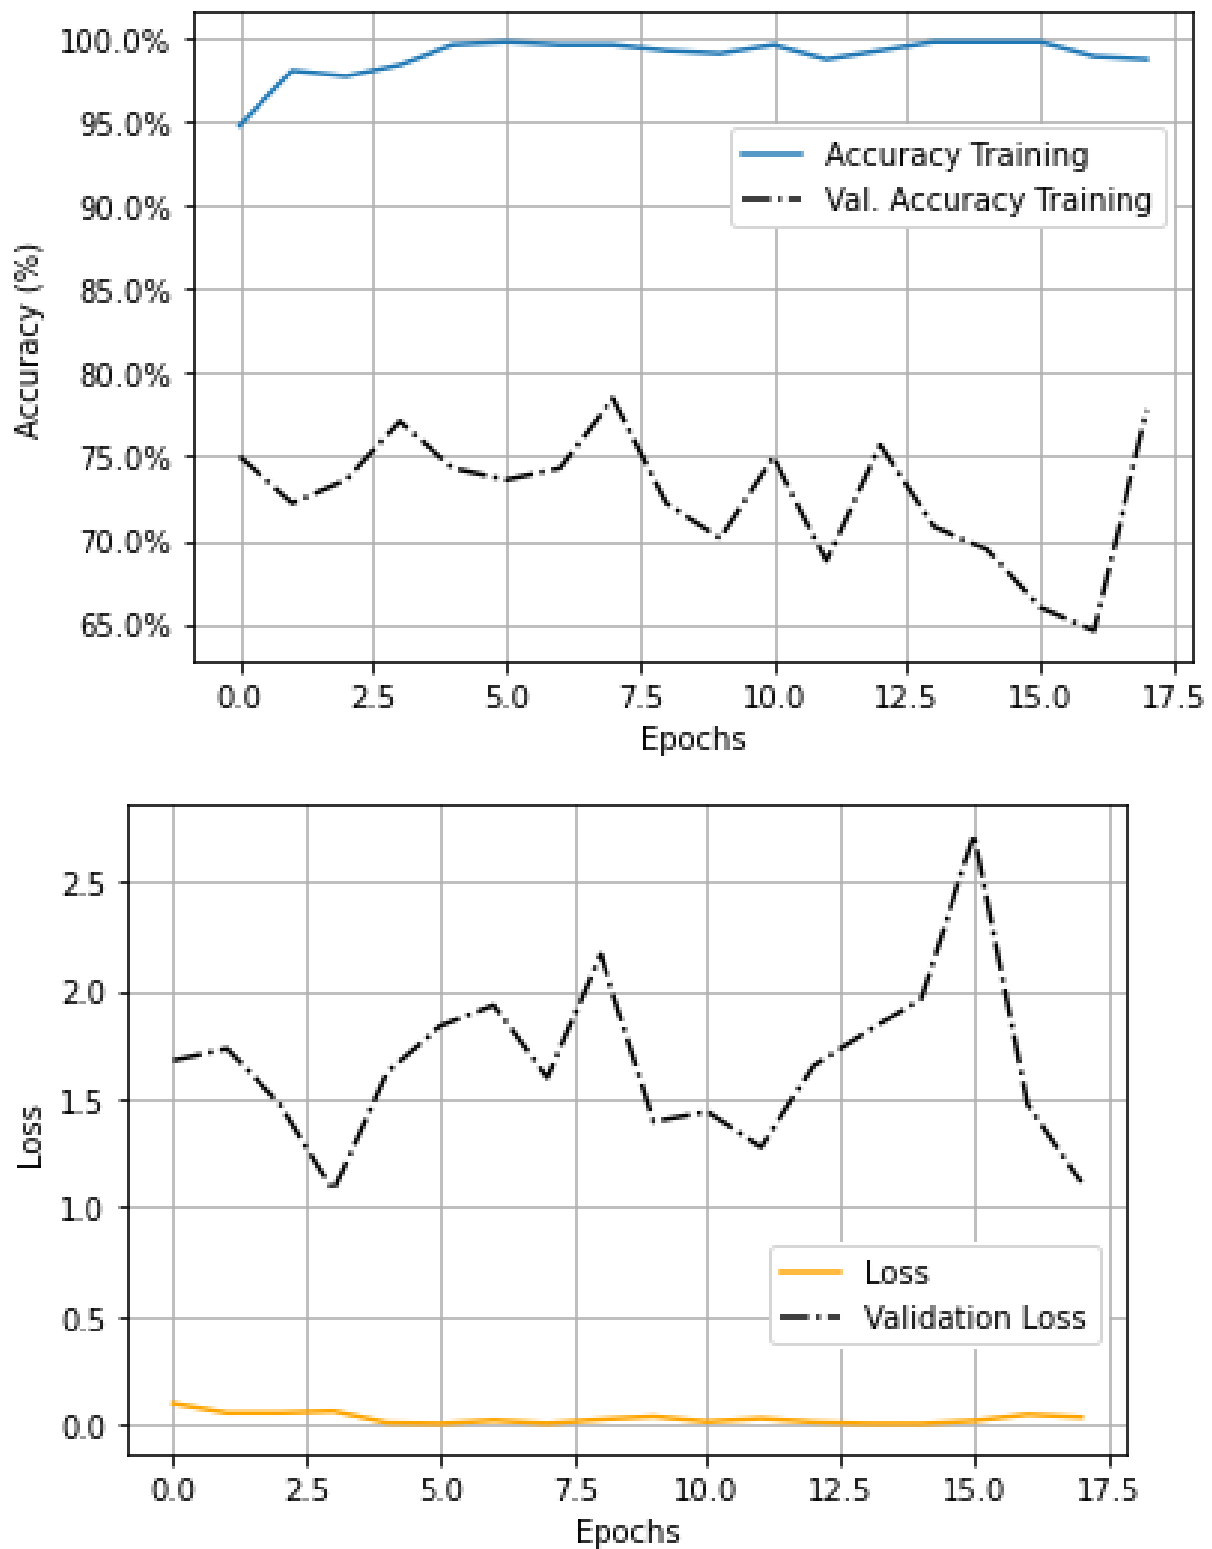 100.0%
95.0%
90.0%
85.0%
80.0%
75.0%
70.0%
65.0%
Accuracy (%)
Accuracy Training
Val. Accuracy Training
0.0 2.5 5.0 7.5 10.0 12.5 15.0 17.5
Epochs
2.5
2.0
1.5
1.0
0.5
0.0
Loss
Loss
Validation Loss
0.0 2.5 5.0 7.5 10.0 12.5 15.0 17.5
Epochs